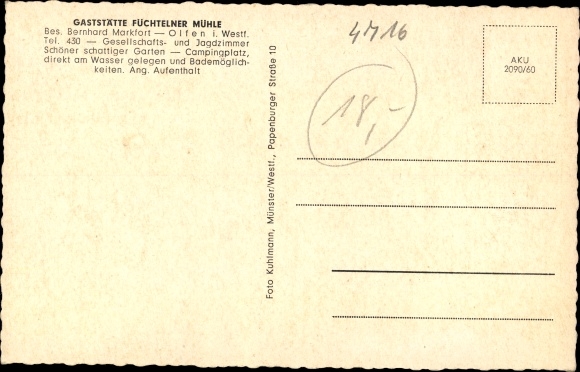 GASTSTÄTTE FÜCHTELNER MÜHLE
Bes. Bernhard Markfort — Olfen i. Westf.
Tel. 430 — Gesellschafts- und Jagdzimmer
Schöner schattiger Garten — Campingplatz,
direkt am Wasser gelegen und Bademöglich-
keiten. Ang. Aufenthalt
Foto Kuhlmann, Münster/Westf., Papenburger Straße 10
4716
18,-
AKU
2090/60